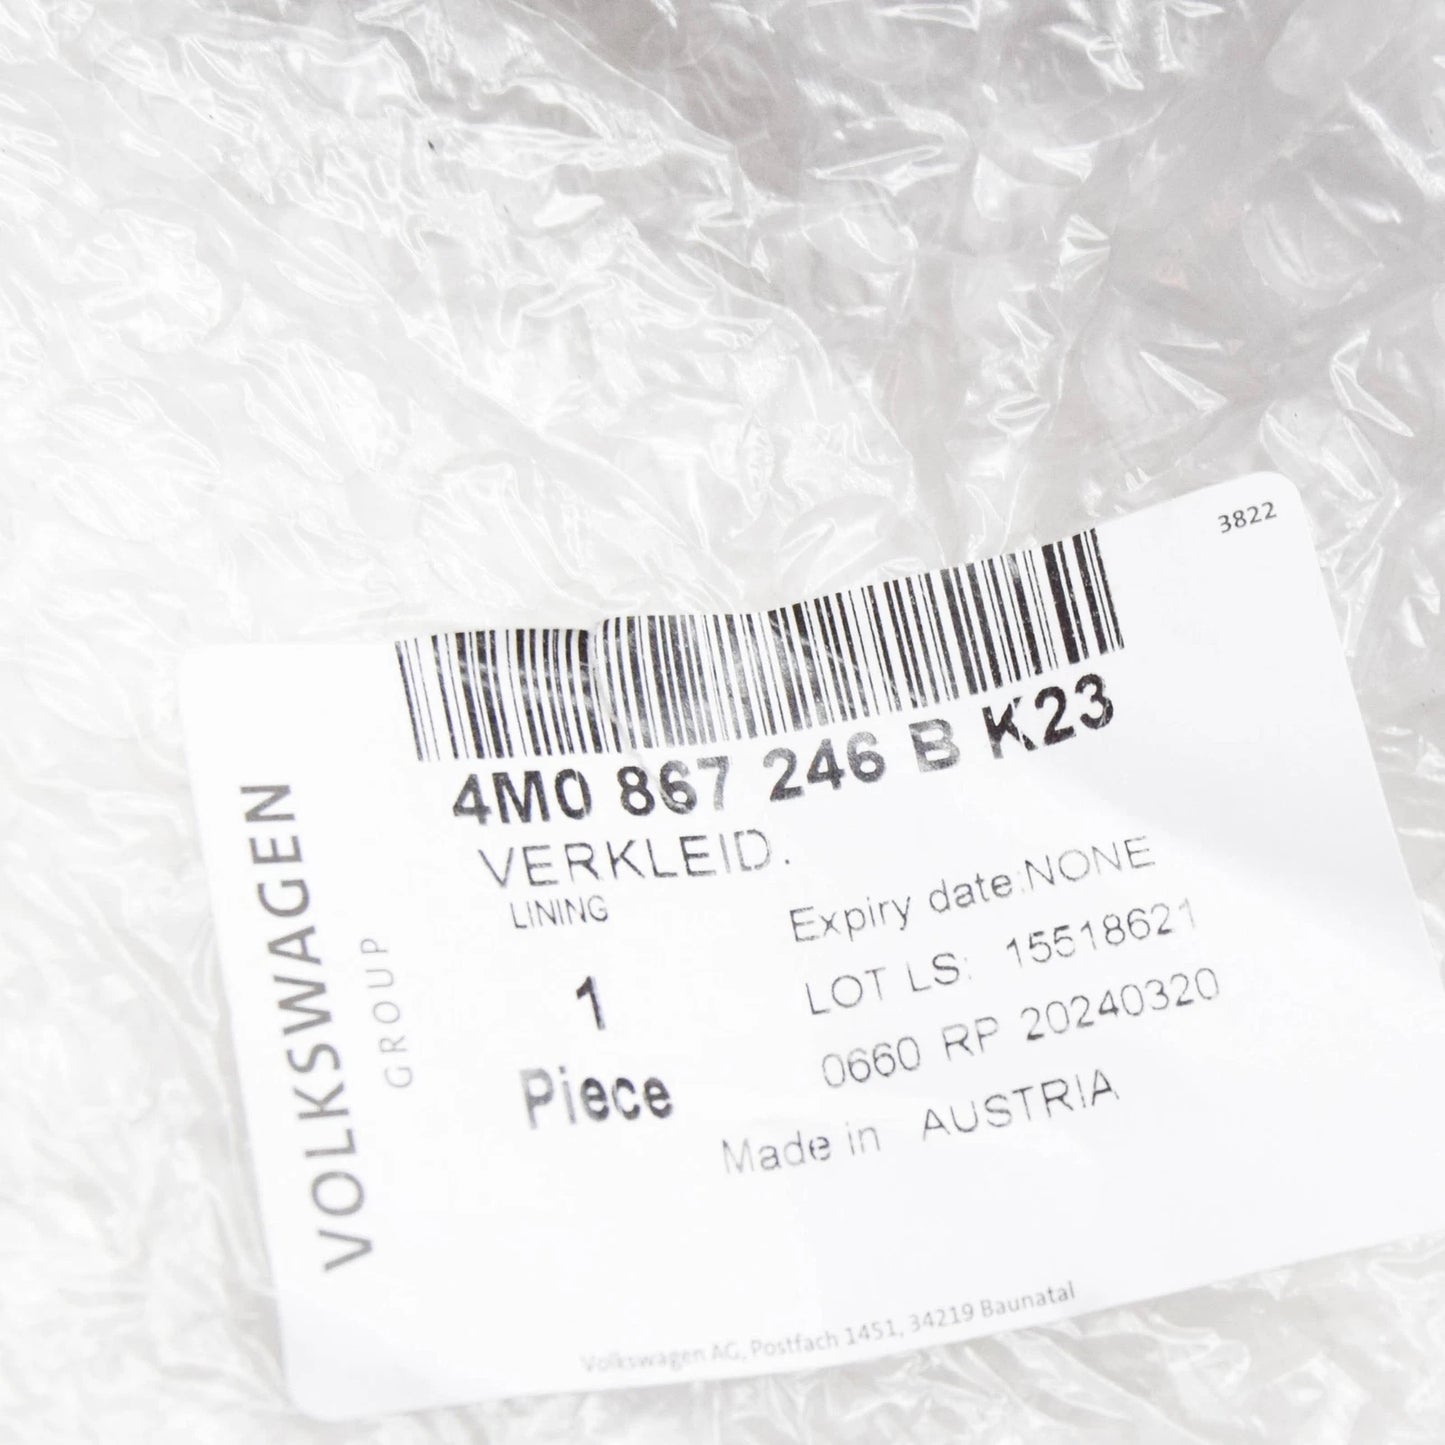 3822
4M0 867 246 B K23
VERKLEID.
LINING
1
Piece
Expiry date:NONE
LOT LS: 15518621
0660 RP 20240320
Made in AUSTRIA
VOLKSWAGEN
GROUP
Volkswagen AG, Postfach 1451, 34219 Baunatal